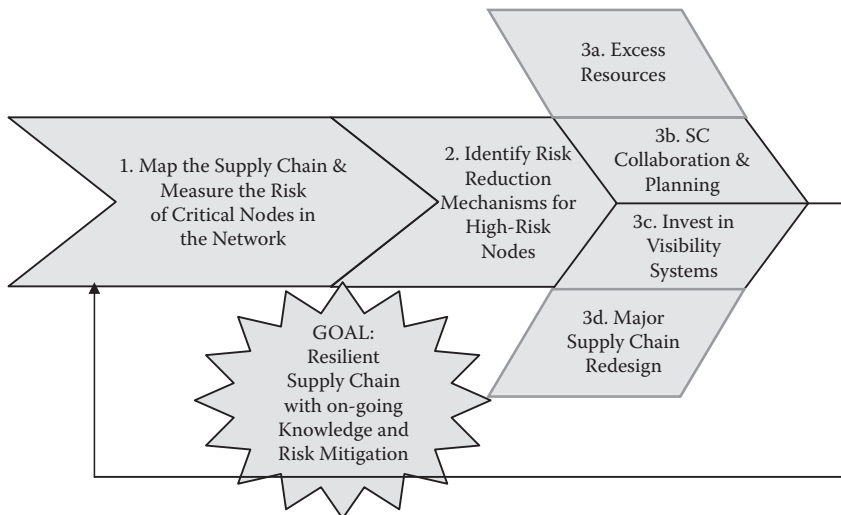 1. Map the Supply Chain &
Measure the Risk
of Critical Nodes in
the Network
2. Identify Risk
Reduction
Mechanisms for
High-Risk
Nodes
3a. Excess
Resources
3b. SC
Collaboration &
Planning
3c. Invest in
Visibility
Systems
3d. Major
Supply Chain
Redesign
GOAL:
Resilient
Supply Chain
with on-going
Knowledge and
Risk Mitigation